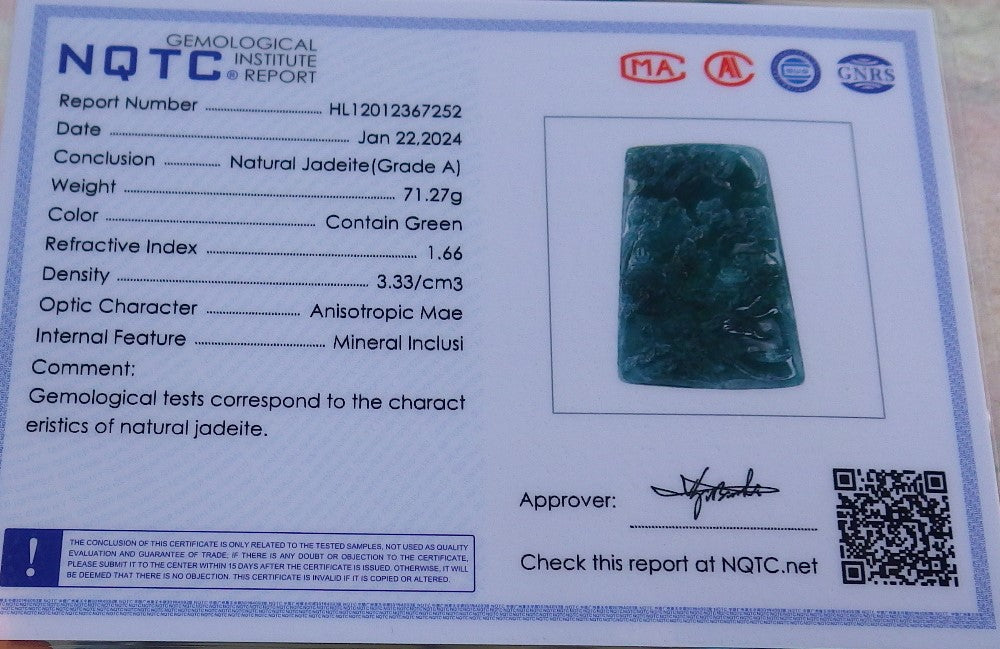 NQTC® GEMOLOGICAL INSTITUTE REPORT
MA
GNRS
Report Number HL12012367252
Date Jan 22,2024
Conclusion Natural Jadeite(Grade A)
Weight 71.27g
Color Contain Green
Refractive Index 1.66
Density 3.33/cm3
Optic Character Anisotropic Mae
Internal Feature Mineral Inclusi
Comment:
Gemological tests correspond to the charact
eristics of natural jadeite.
Approver:
Check this report at NQTC.net
!
THE CONCLUSION OF THIS CERTIFICATE IS ONLY RELATED TO THE TESTED SAMPLES, NOT USED AS QUALITY
EVALUATION AND GUARANTEE OF TRADE; IF THERE IS ANY DOUBT OR OBJECTION TO THE CERTIFICATE,
PLEASE SUBMIT IT TO THE CENTER WITHIN 15 DAYS AFTER THE CERTIFICATE IS ISSUED. OTHERWISE, IT WILL
BE DEEMED THAT THERE IS NO OBJECTION. THIS CERTIFICATE IS INVALID IF IT IS COPIED OR ALTERED.